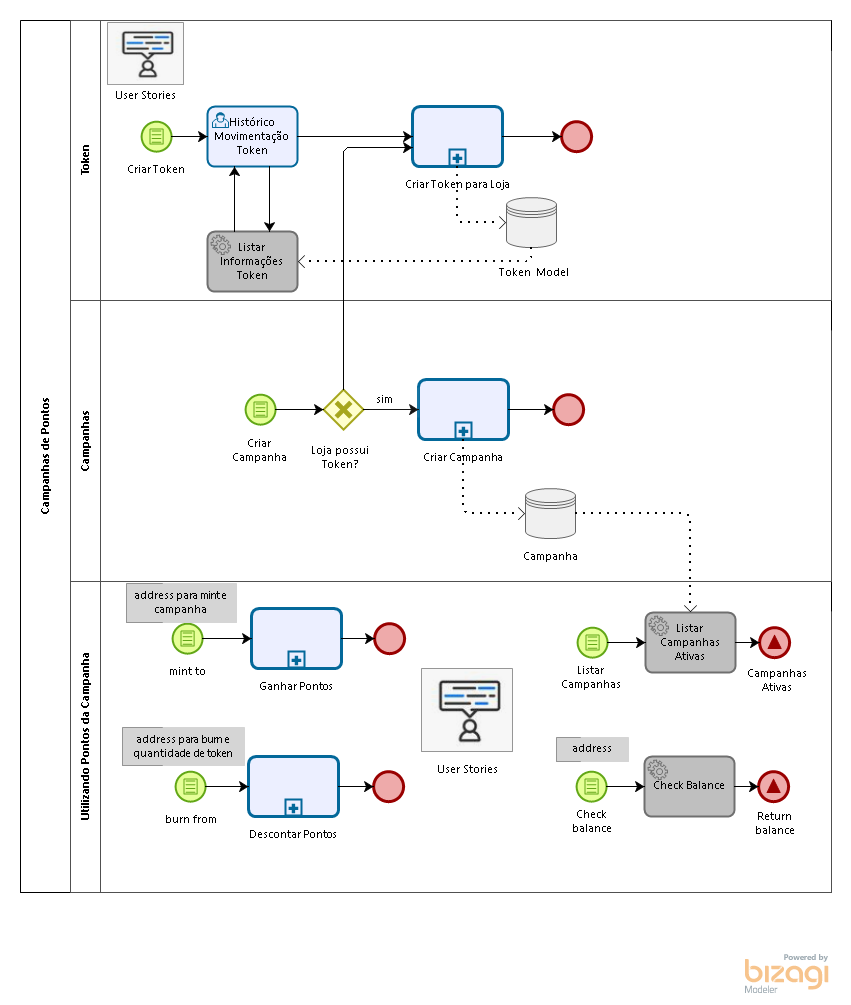 Campanhas de Pontos
Token
User Stories
Criar Token
Histórico
Movimentação
Token
Criar Token para Loja
Listar
Informações
Token
Token Model
Campanhas
Criar
Campanha
Loja possui
Token?
sim
Criar Campanha
Campanha
Utilizando Pontos da Campanha
address para mint e
campanha
mint to
Ganhar Pontos
address para burn e
quantidade de token
burn from
Descontar Pontos
User Stories
Listar
Campanhas
Listar
Campanhas
Ativas
Campanhas
Ativas
address
Check
balance
Check Balance
Return
balance
Powered by
bizagi
Modeler